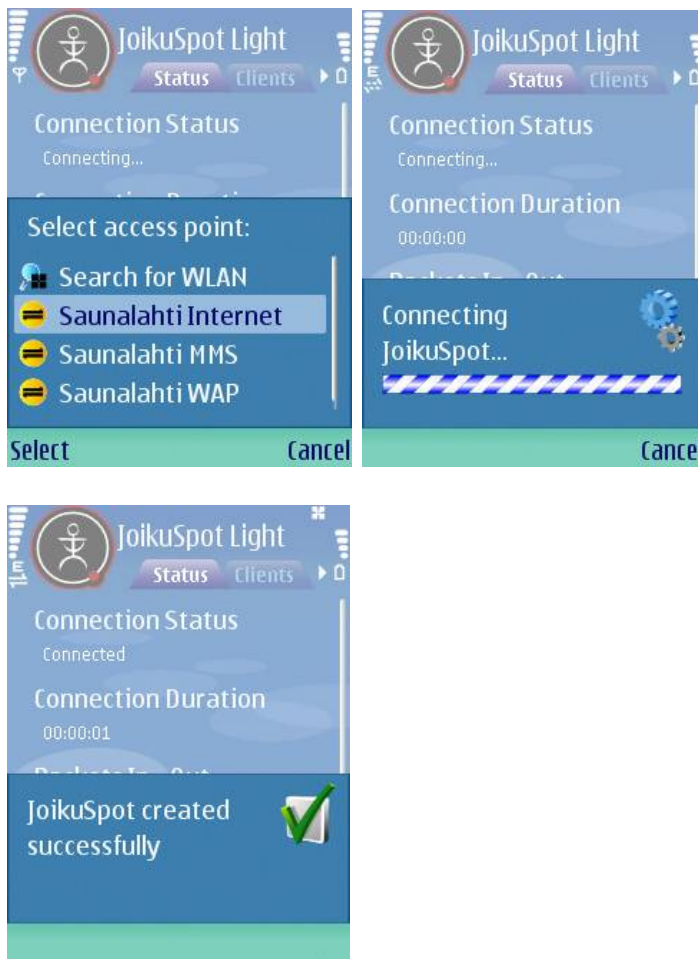 JoikuSpot Light
Status Clients
Connection Status
Connecting...
Select access point:
Search for WLAN
Saunalahti Internet
Saunalahti MMS
Saunalahti WAP
Select Cancel
JoikuSpot Light
Status Clients
Connection Status
Connecting...
Connection Duration
00:00:00
Connecting
JoikuSpot...
Cance
JoikuSpot Light
Status Clients
Connection Status
Connected
Connection Duration
00:00:01
JoikuSpot created
successfully